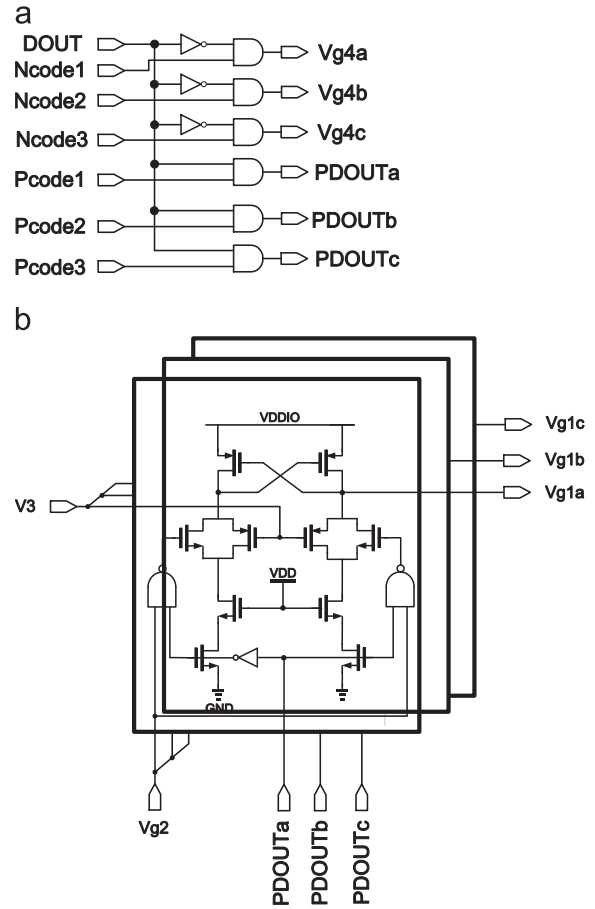 a
DOUT
Ncode1
Vg4a
Ncode2
Vg4b
Ncode3
Vg4c
Pcode1
PDOUTa
Pcode2
PDOUTb
Pcode3
PDOUTc
b
VDDIO
Vg1c
Vg1b
Vg1a
V3
VDD
GND
Vg2
PDOUTa
PDOUTb
PDOUTc